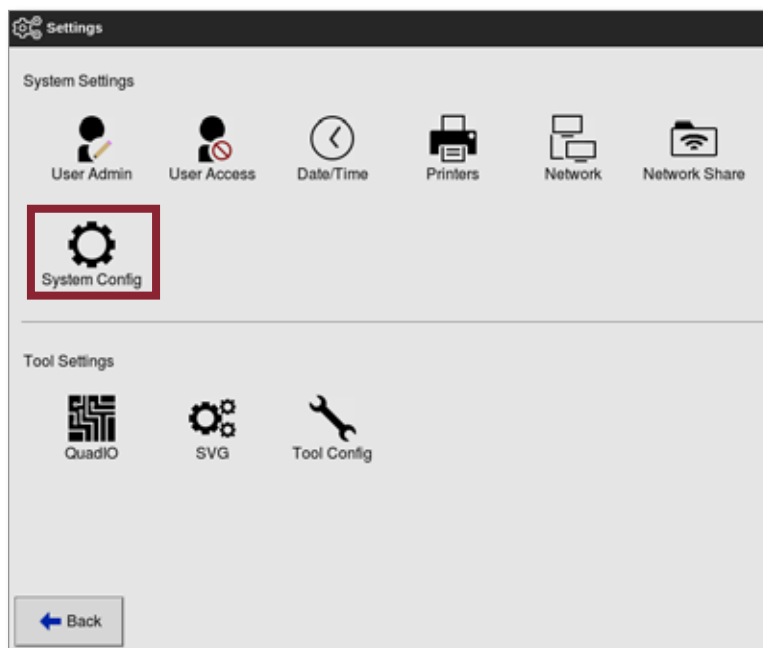 Settings
System Settings
User Admin User Access Date/Time Printers Network Network Share
System Config
Tool Settings
QuadIO SVG Tool Config
Back